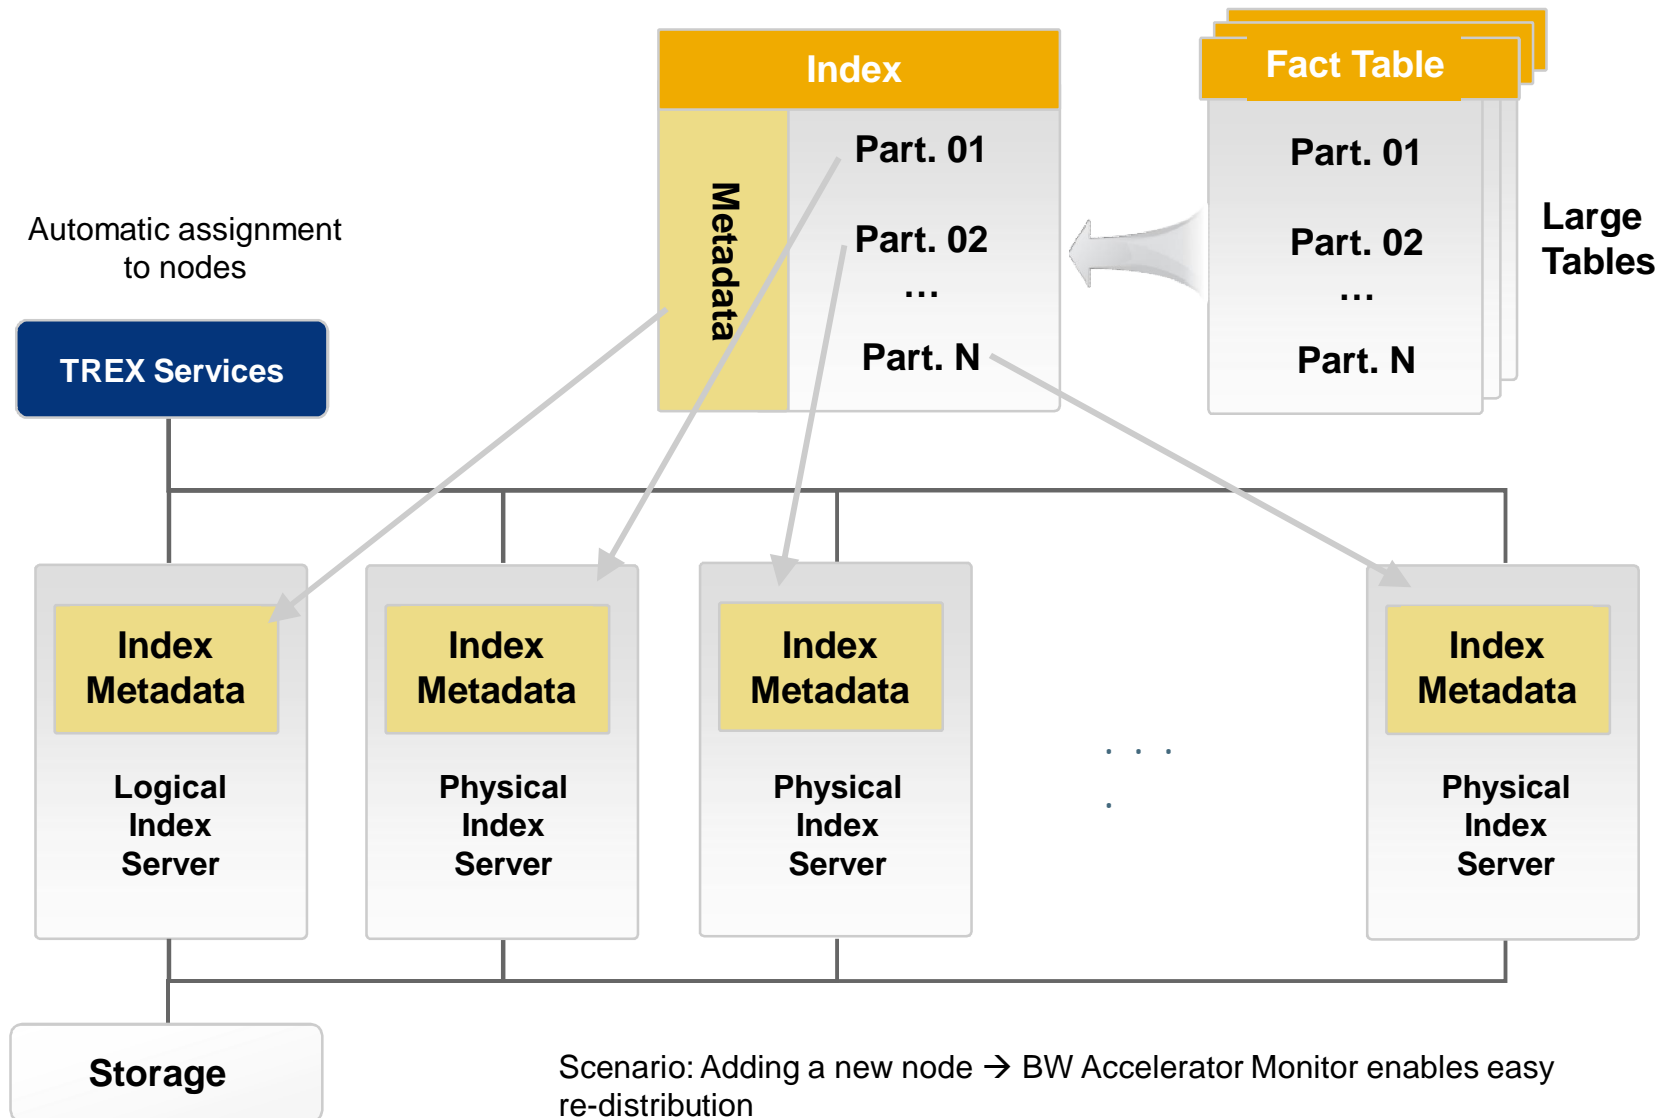 Index
Fact Table
Metadata
Part. 01
Part. 02
...
Part. N
Part. 01
Part. 02
...
Part. N
Large
Tables
Automatic assignment
to nodes
TREX Services
Index
Metadata
Logical
Index
Server
Index
Metadata
Physical
Index
Server
Index
Metadata
Physical
Index
Server
. . .
.
Index
Metadata
Physical
Index
Server
Storage
Scenario: Adding a new node → BW Accelerator Monitor enables easy
re-distribution